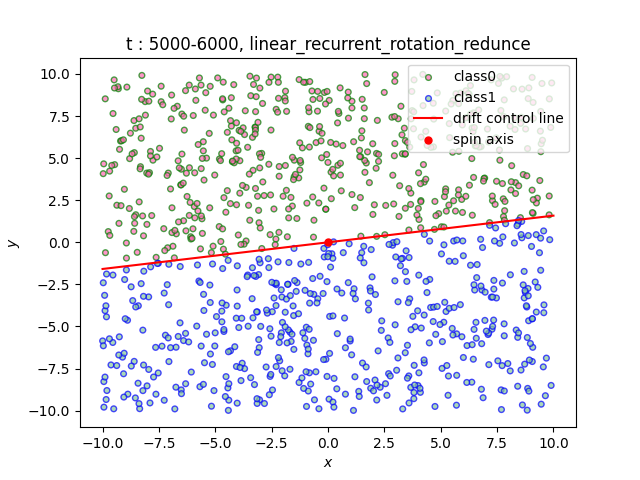 t : 5000-6000, linear_recurrent_rotation_redunce
class0
class1
drift control line
spin axis
10.0
7.5
5.0
2.5
0.0
−2.5
−5.0
−7.5
−10.0
y
−10.0 −7.5 −5.0 −2.5 0.0 2.5 5.0 7.5 10.0
x